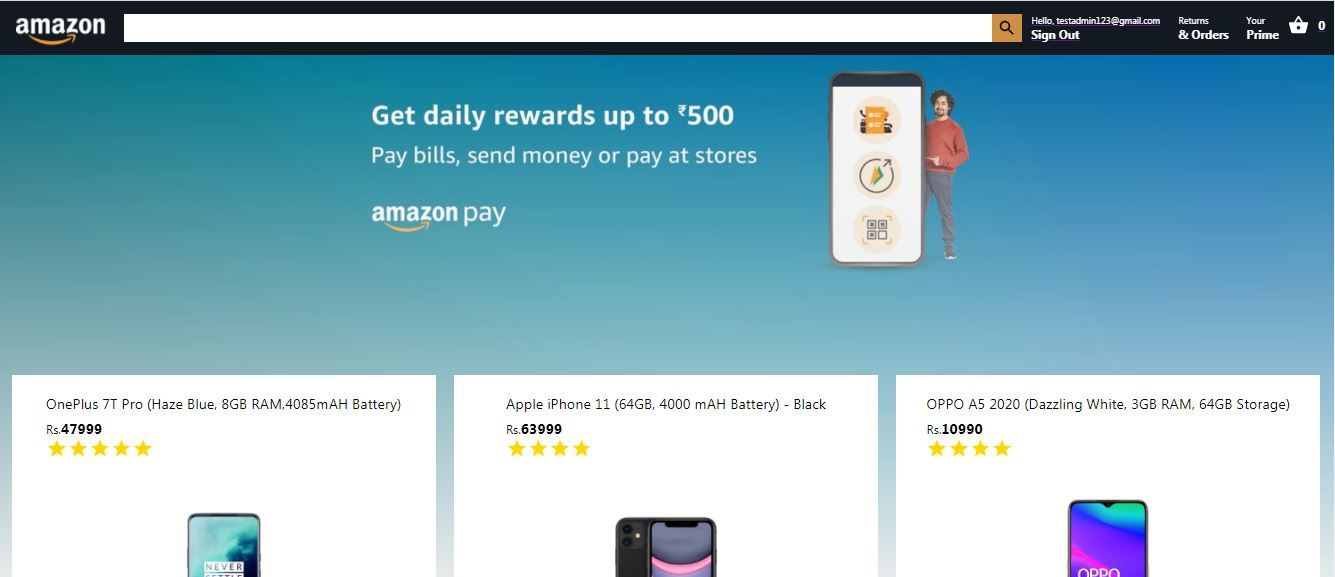 amazon
Hello, testadmin123@gmail.com
Sign Out
Returns
& Orders
Your
Prime
0
Get daily rewards up to ₹500
Pay bills, send money or pay at stores
amazon pay
OnePlus 7T Pro (Haze Blue, 8GB RAM,4085mAH Battery)
Rs.47999
Apple iPhone 11 (64GB, 4000 mAH Battery) - Black
Rs.63999
OPPO A5 2020 (Dazzling White, 3GB RAM, 64GB Storage)
Rs.10990
NEVER
SETTLE
OPPO